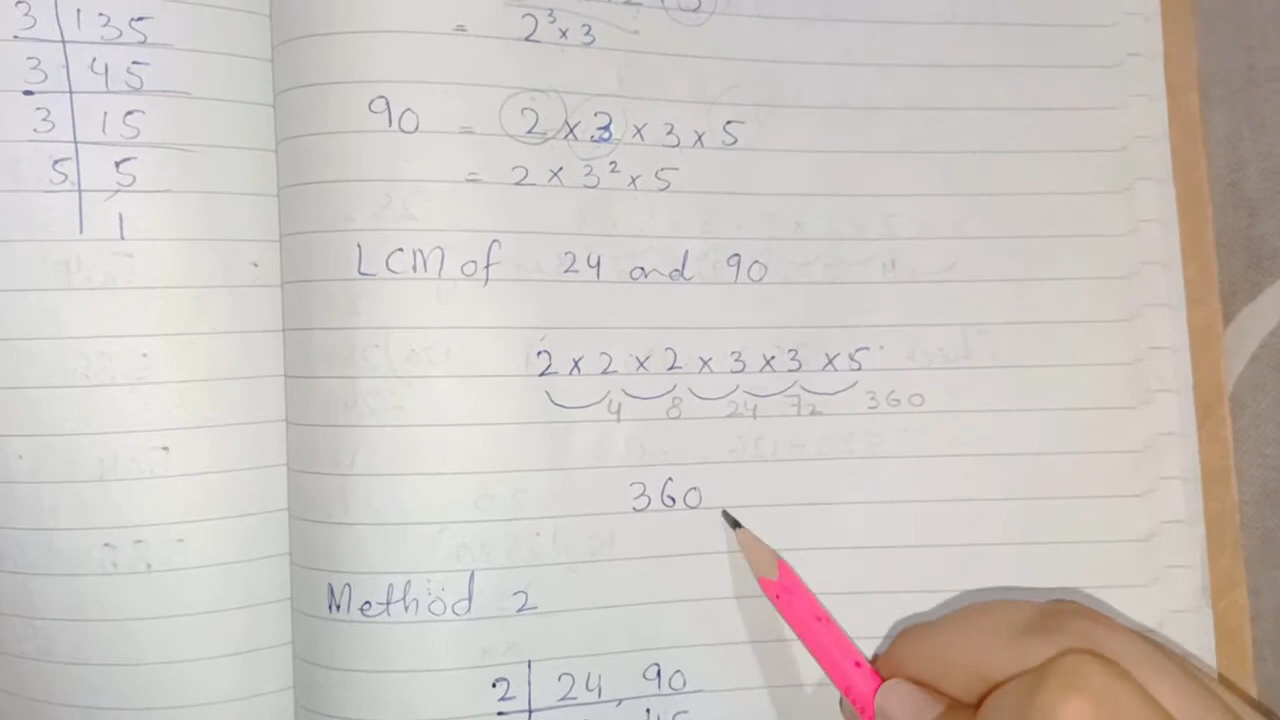 3 | 135
3 | 45
3 | 15
5 | 5
1
= 2³ × 3
90 = 2 × 3 × 3 × 5
= 2 × 3² × 5
LCM of 24 and 90
2 × 2 × 2 × 3 × 3 × 5
4 8 24 72 360
360
Method 2
2 | 24, 90